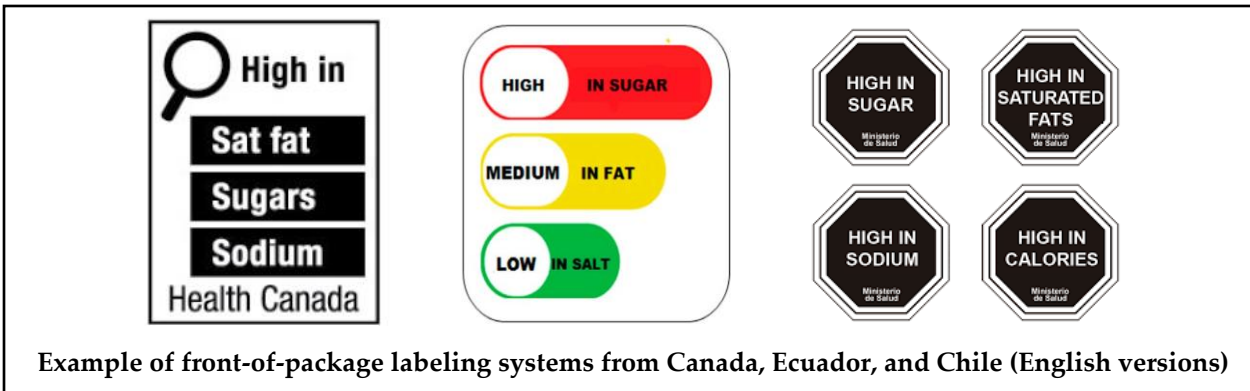 High in
Sat fat
Sugars
Sodium
Health Canada
HIGH IN SUGAR
MEDIUM IN FAT
LOW IN SALT
HIGH IN
SUGAR
Ministerio
de Salud
HIGH IN
SATURATED
FATS
Ministerio
de Salud
HIGH IN
SODIUM
Ministerio
de Salud
HIGH IN
CALORIES
Ministerio
de Salud
Example of front-of-package labeling systems from Canada, Ecuador, and Chile (English versions)